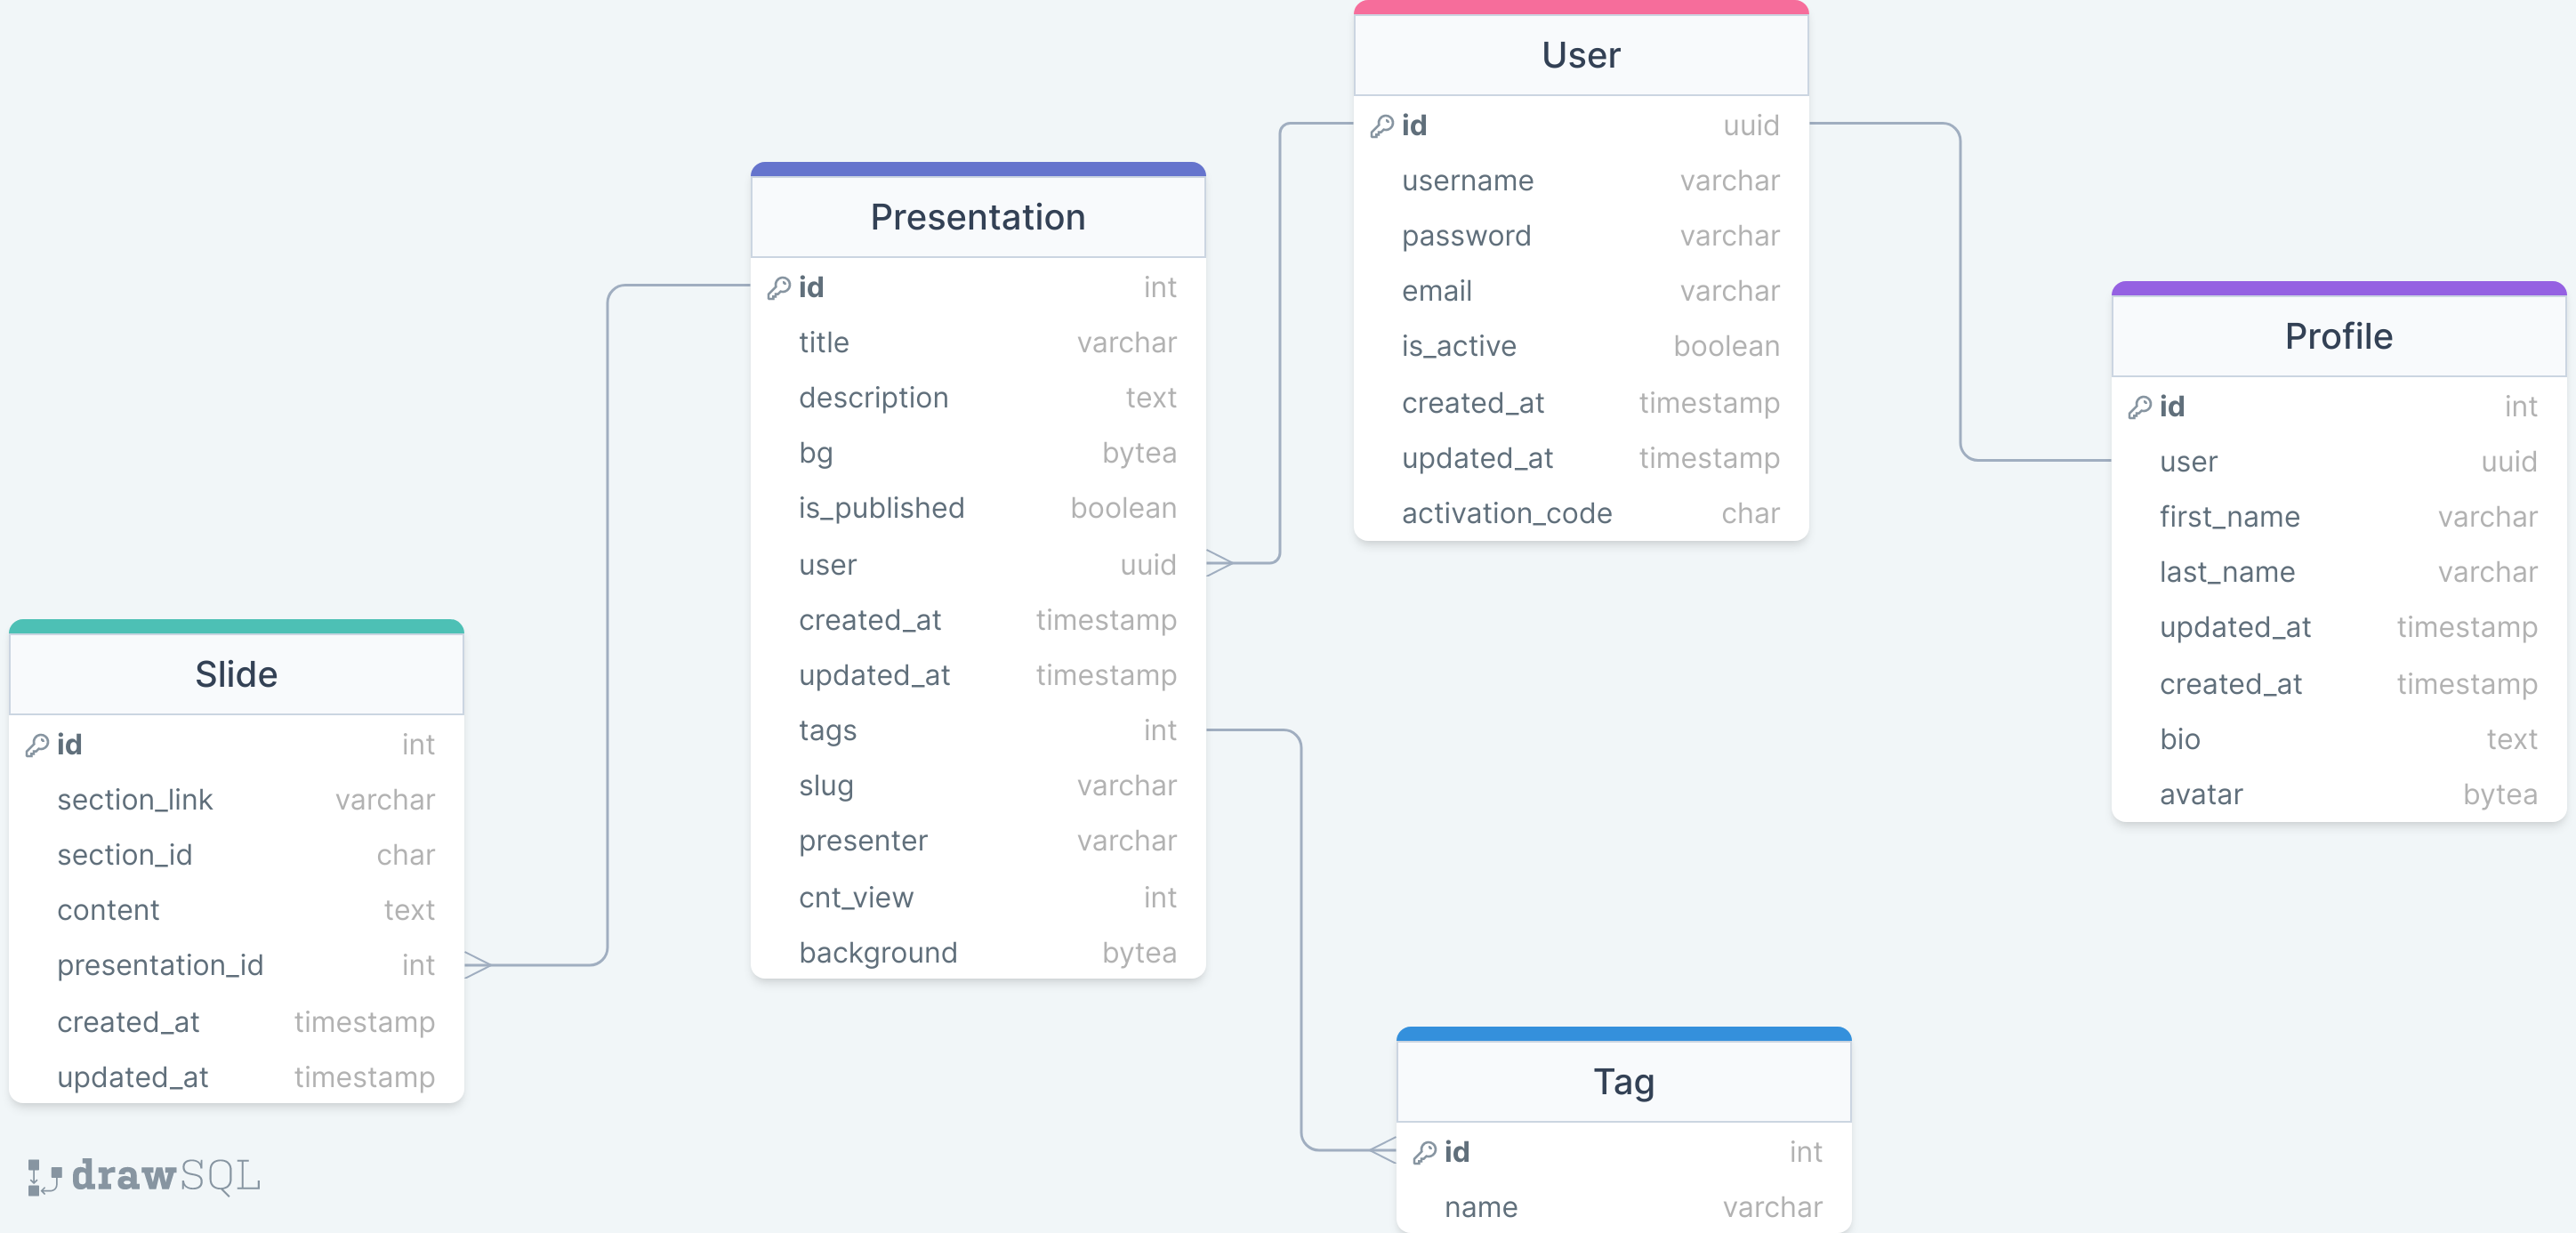 User
id uuid
username varchar
password varchar
email varchar
is_active boolean
created_at timestamp
updated_at timestamp
activation_code char
Presentation
id int
title varchar
description text
bg bytea
is_published boolean
user uuid
created_at timestamp
updated_at timestamp
tags int
slug varchar
presenter varchar
cnt_view int
background bytea
Profile
id int
user uuid
first_name varchar
last_name varchar
updated_at timestamp
created_at timestamp
bio text
avatar bytea
Slide
id int
section_link varchar
section_id char
content text
presentation_id int
created_at timestamp
updated_at timestamp
Tag
id int
name varchar
drawSQL